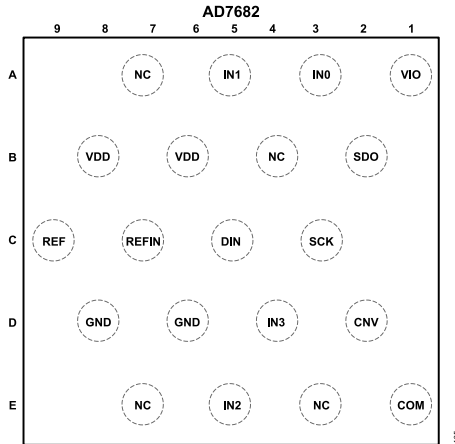 AD7682
9 8 7 6 5 4 3 2 1
A NC IN1 IN0 VIO
B VDD VDD NC SDO
C REF REFIN DIN SCK
D GND GND IN3 CNV
E NC IN2 NC COM